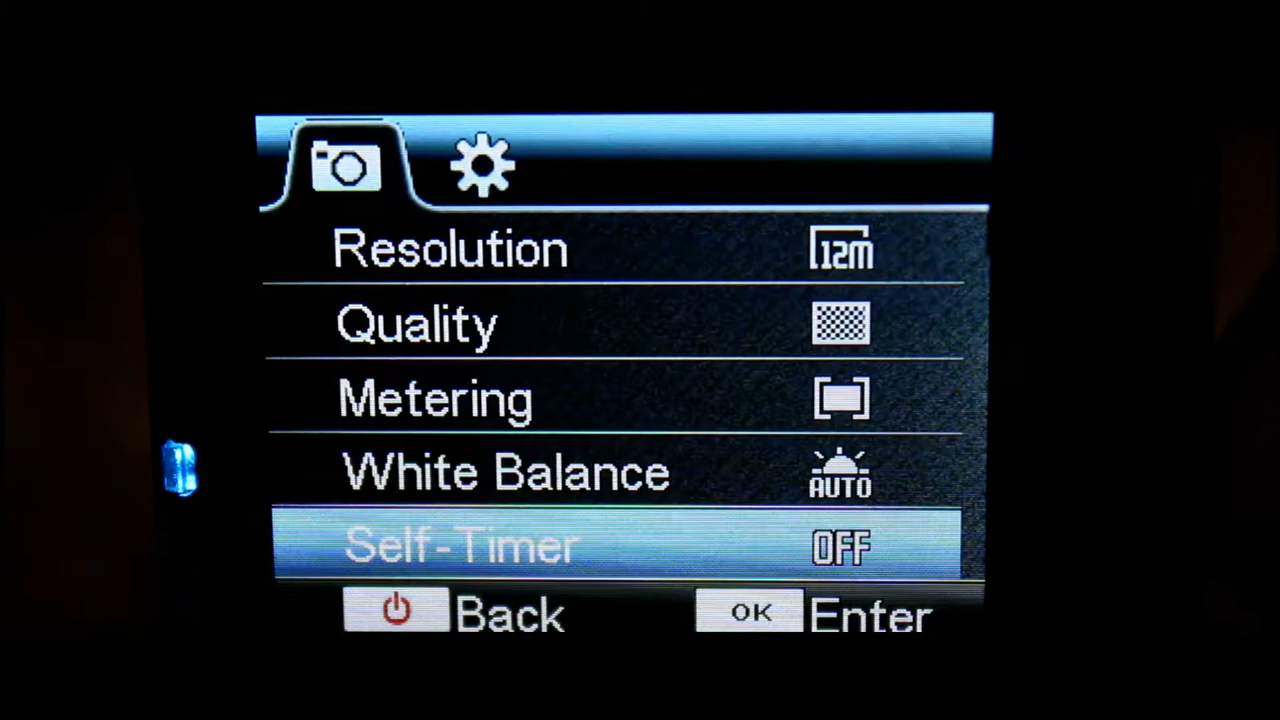 Resolution 12m
Quality
Metering
White Balance AUTO
Self-Timer OFF
Back OK Enter